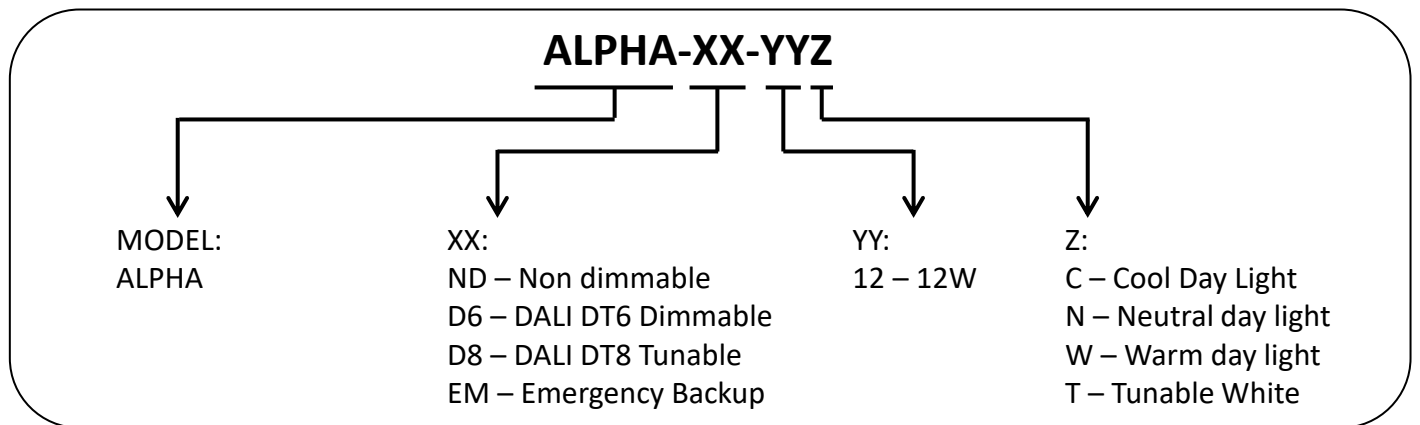 ALPHA-XX-YYZ
MODEL:
ALPHA
XX:
ND – Non dimmable
D6 – DALI DT6 Dimmable
D8 – DALI DT8 Tunable
EM – Emergency Backup
YY:
12 – 12W
Z:
C – Cool Day Light
N – Neutral day light
W – Warm day light
T – Tunable White